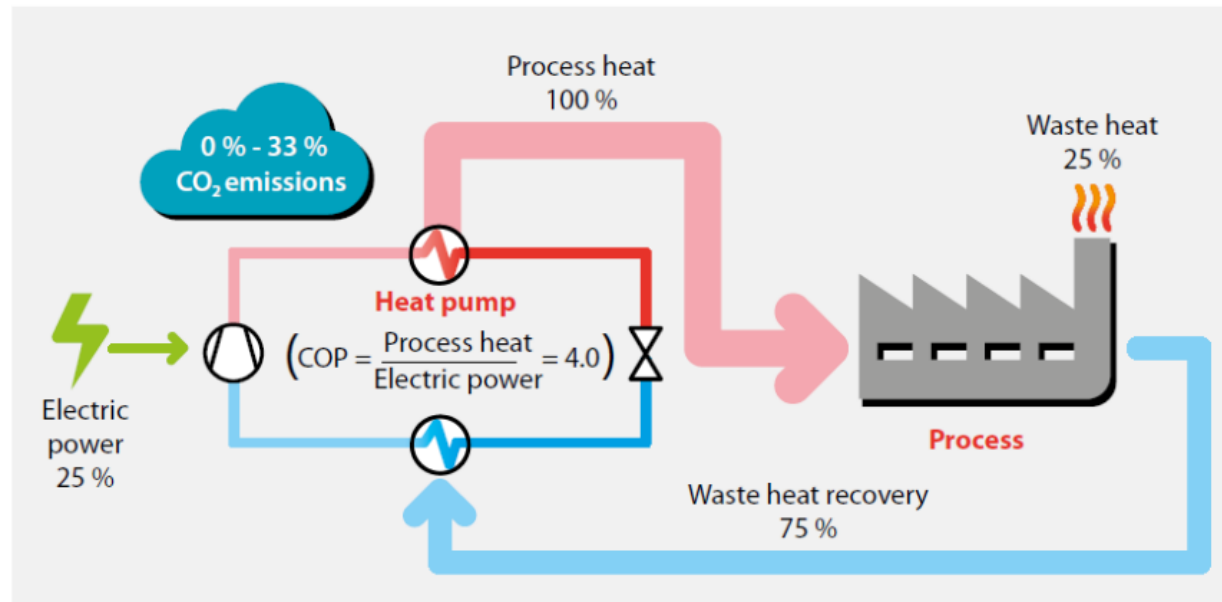 Process heat
100 %
Waste heat
25 %
0 % - 33 %
CO₂ emissions
Heat pump
(COP = Process heat / Electric power = 4.0)
Electric
power
25 %
Process
Waste heat recovery
75 %